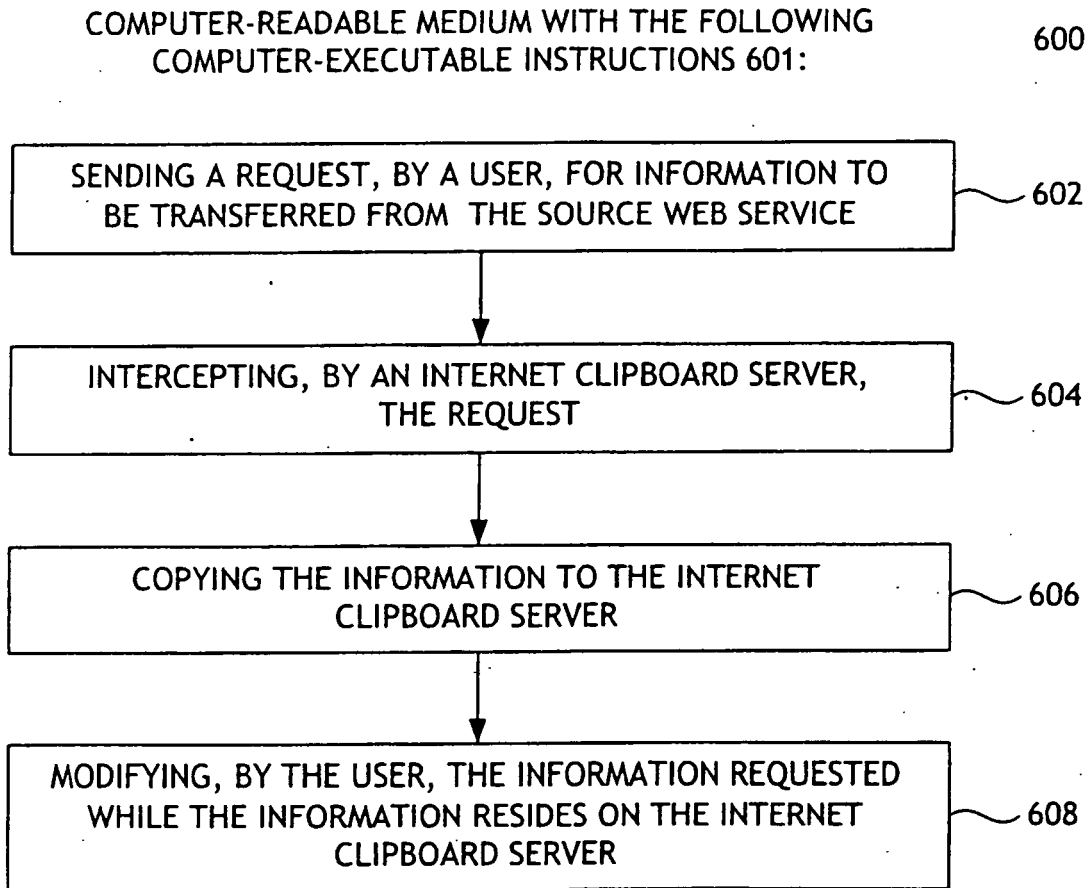 COMPUTER-READABLE MEDIUM WITH THE FOLLOWING
COMPUTER-EXECUTABLE INSTRUCTIONS 601:
600
SENDING A REQUEST, BY A USER, FOR INFORMATION TO
BE TRANSFERRED FROM THE SOURCE WEB SERVICE
602
INTERCEPTING, BY AN INTERNET CLIPBOARD SERVER,
THE REQUEST
604
COPYING THE INFORMATION TO THE INTERNET
CLIPBOARD SERVER
606
MODIFYING, BY THE USER, THE INFORMATION REQUESTED
WHILE THE INFORMATION RESIDES ON THE INTERNET
CLIPBOARD SERVER
608